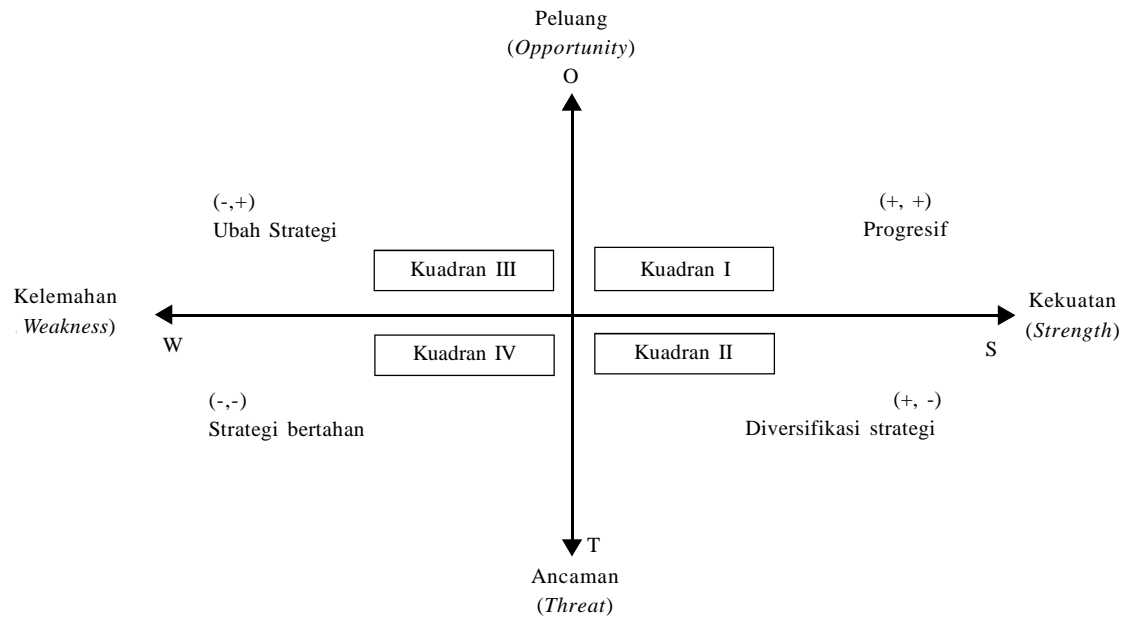 Peluang
(Opportunity)
O
(-,+)
Ubah Strategi
(+, +)
Progresif
Kuadran III
Kuadran I
Kelemahan
Weakness)
W
Kekuatan
(Strength)
S
Kuadran IV
Kuadran II
(-,-)
Strategi bertahan
(+, -)
Diversifikasi strategi
T
Ancaman
(Threat)